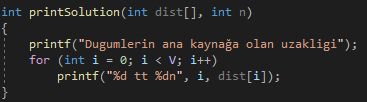 int printSolution(int dist[], int n)
{
printf("Dugumlerin ana kaynağa olan uzakligi");
for (int i = 0; i < V; i++)
printf("%d tt %dn", i, dist[i]);
}